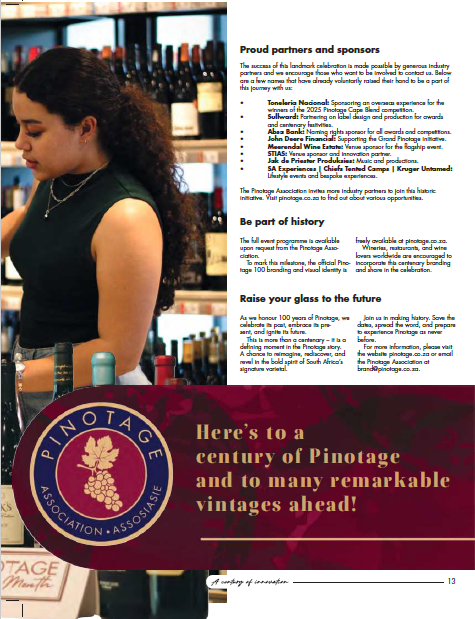 Proud partners and sponsors
The success of this landmark celebration is made possible by generous industry
partners and we encourage those who want to be involved to contact us. Below
are a few names that have already voluntarily raised their hand to be a part of
this journey with us:
• Toneleria Nacional: Sponsoring an overseas experience for the
winners of the 2025 Pinotage Cape Blend competition.
• Sullward: Partnering on label design and production for awards
and centenary festivities.
• Absa Bank: Naming rights sponsor for all awards and competitions.
• John Deere Financial: Supporting the Grand Pinotage initiative.
• Meerendal Wine Estate: Venue sponsor for the flagship event.
• STIAS: Venue sponsor and innovation partner.
• Jak de Priester Produksies: Music and productions.
• SA Experiences | Chiefs Tented Camps | Kruger Untamed:
Lifestyle events and bespoke experiences.
The Pinotage Association invites more industry partners to join this historic
initiative. Visit pinotage.co.za to find out about various opportunities.
Be part of history
The full event programme is available
upon request from the Pinotage Asso-
ciation.
To mark this milestone, the official Pino-
tage 100 branding and visual identity is
freely available at pinotage.co.za.
Wineries, restaurants, and wine
lovers worldwide are encouraged to
incorporate this centenary branding
and share in the celebration.
Raise your glass to the future
As we honour 100 years of Pinotage, we
celebrate its past, embrace its pre-
sent, and ignite its future.
This is more than a centenary – it is a
defining moment in the Pinotage story.
A chance to reimagine, rediscover, and
revel in the bold spirit of South Africa's
signature varietal.
Join us in making history. Save the
dates, spread the word, and prepare
to experience Pinotage as never
before.
For more information, please visit
the website pinotage.co.za or email
the Pinotage Association at
brand@pinotage.co.za.
PINOTAGE
ASSOCIATION • ASSOSIASIE
Here's to a
century of Pinotage
and to many remarkable
vintages ahead!
TAGE
Month
A century of innovation
13